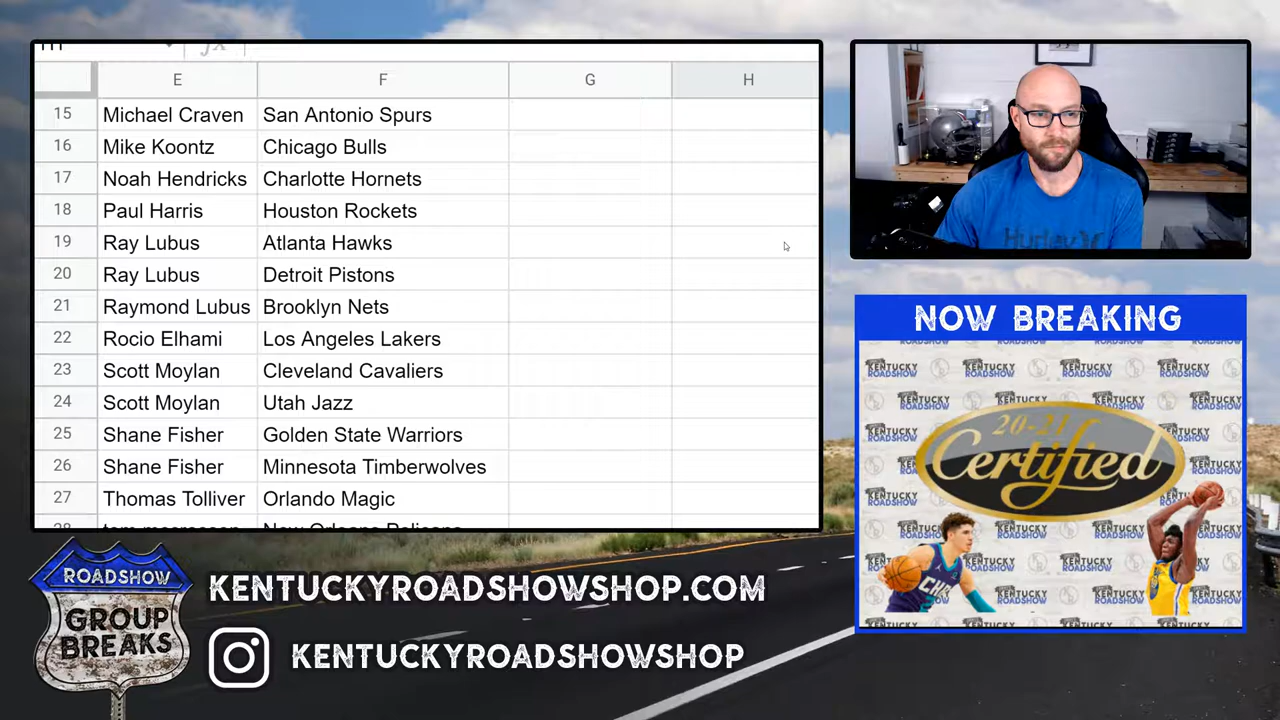 E F G H
15 Michael Craven San Antonio Spurs
16 Mike Koontz Chicago Bulls
17 Noah Hendricks Charlotte Hornets
18 Paul Harris Houston Rockets
19 Ray Lubus Atlanta Hawks
20 Ray Lubus Detroit Pistons
21 Raymond Lubus Brooklyn Nets
22 Rocio Elhami Los Angeles Lakers
23 Scott Moylan Cleveland Cavaliers
24 Scott Moylan Utah Jazz
25 Shane Fisher Golden State Warriors
26 Shane Fisher Minnesota Timberwolves
27 Thomas Tolliver Orlando Magic
Hurley
NOW BREAKING
KENTUCKY ROADSHOW
20-21
Certified
CHA
ROADSHOW
GROUP
BREAKS
KENTUCKYROADSHOWSHOP.COM
KENTUCKYROADSHOWSHOP